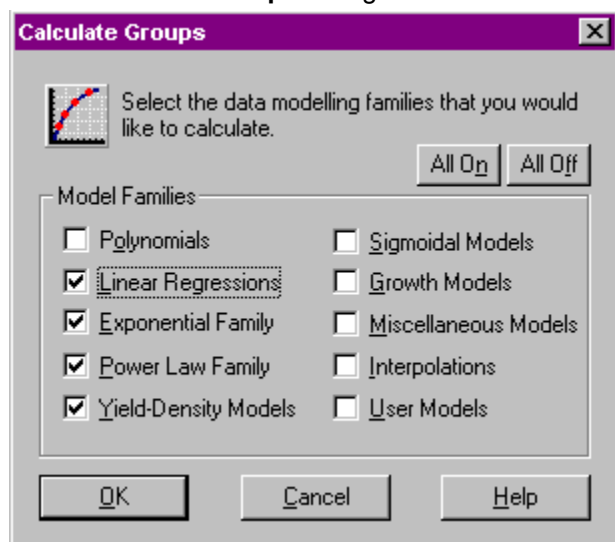 Calculate Groups
Select the data modelling families that you would
like to calculate.
All On All Off
Model Families
Polynomials
Linear Regressions
Exponential Family
Power Law Family
Yield-Density Models
Sigmoidal Models
Growth Models
Miscellaneous Models
Interpolations
User Models
OK Cancel Help